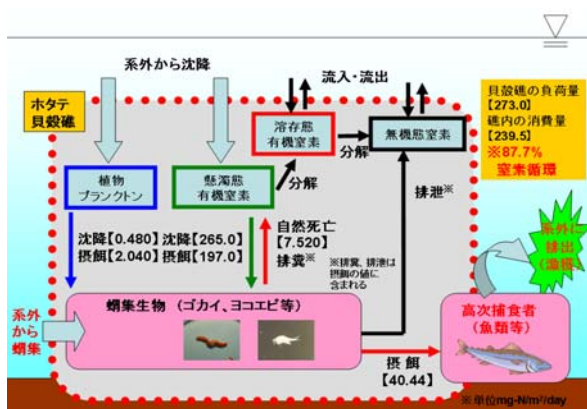 系外から沈降
流入・流出
ホタテ
貝殻礁
溶存態
有機窒素
分解
無機態窒素
植物
プランクトン
懸濁態
有機窒素
分解
貝殻礁の負荷量
【273.0】
礁内の消費量
【239.5】
※87.7%
窒素循環
排泄※
沈降【0.480】
摂餌【2.040】
沈降【265.0】
摂餌【197.0】
自然死亡
【7.520】
排糞※
※排糞、排泄は
摂餌の値に
含まれる
系外に
排出
(漁獲)
系外
から
蝟集
蝟集生物 (ゴカイ、ヨコエビ等)
高次捕食者
(魚類等)
摂 餌
【40.44】
※単位mg-N/m²/day